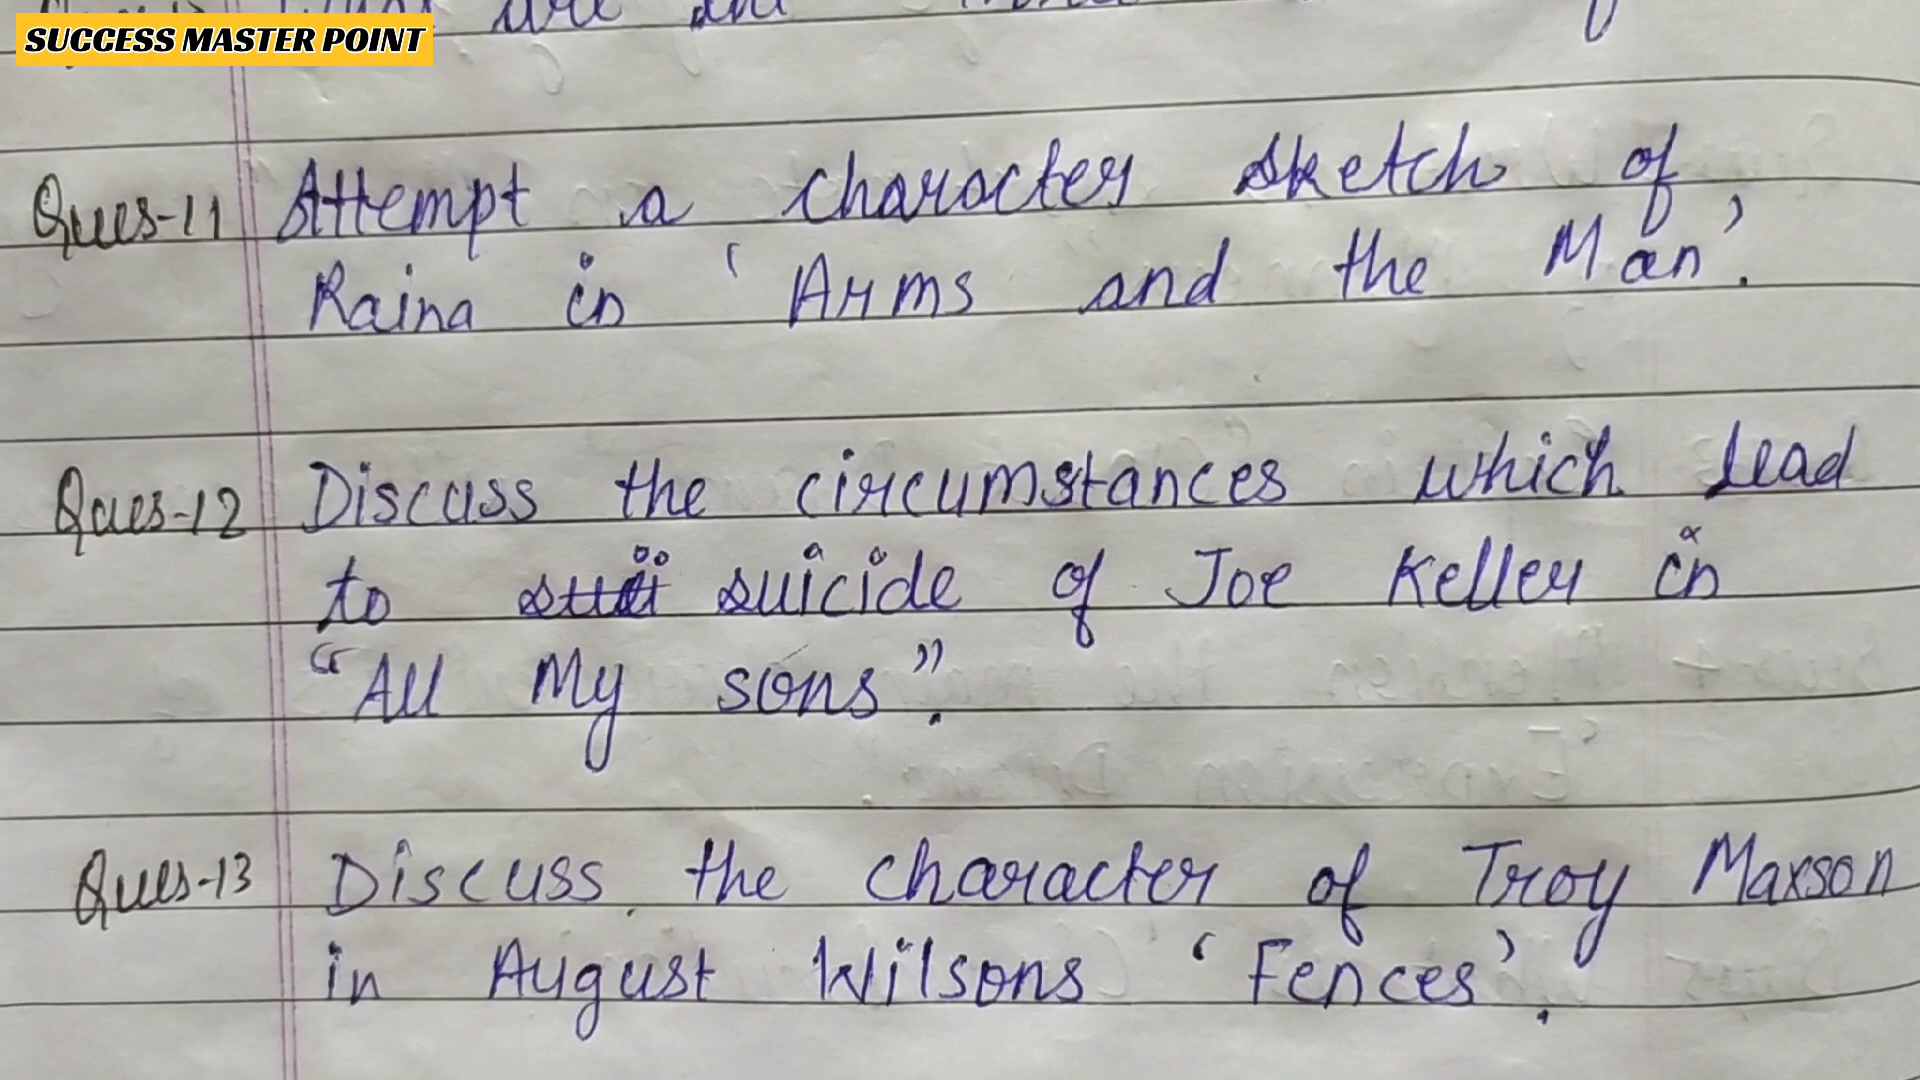 SUCCESS MASTER POINT
are
Ques-11 Attempt a character sketch of
Raina in 'Arms and the Man'.
Ques-12 Discuss the circumstances which lead
to suicide of Joe Keller in
"All My sons".
Ques-13 Discuss the character of Troy Maxson
in August Wilsons 'Fences'.